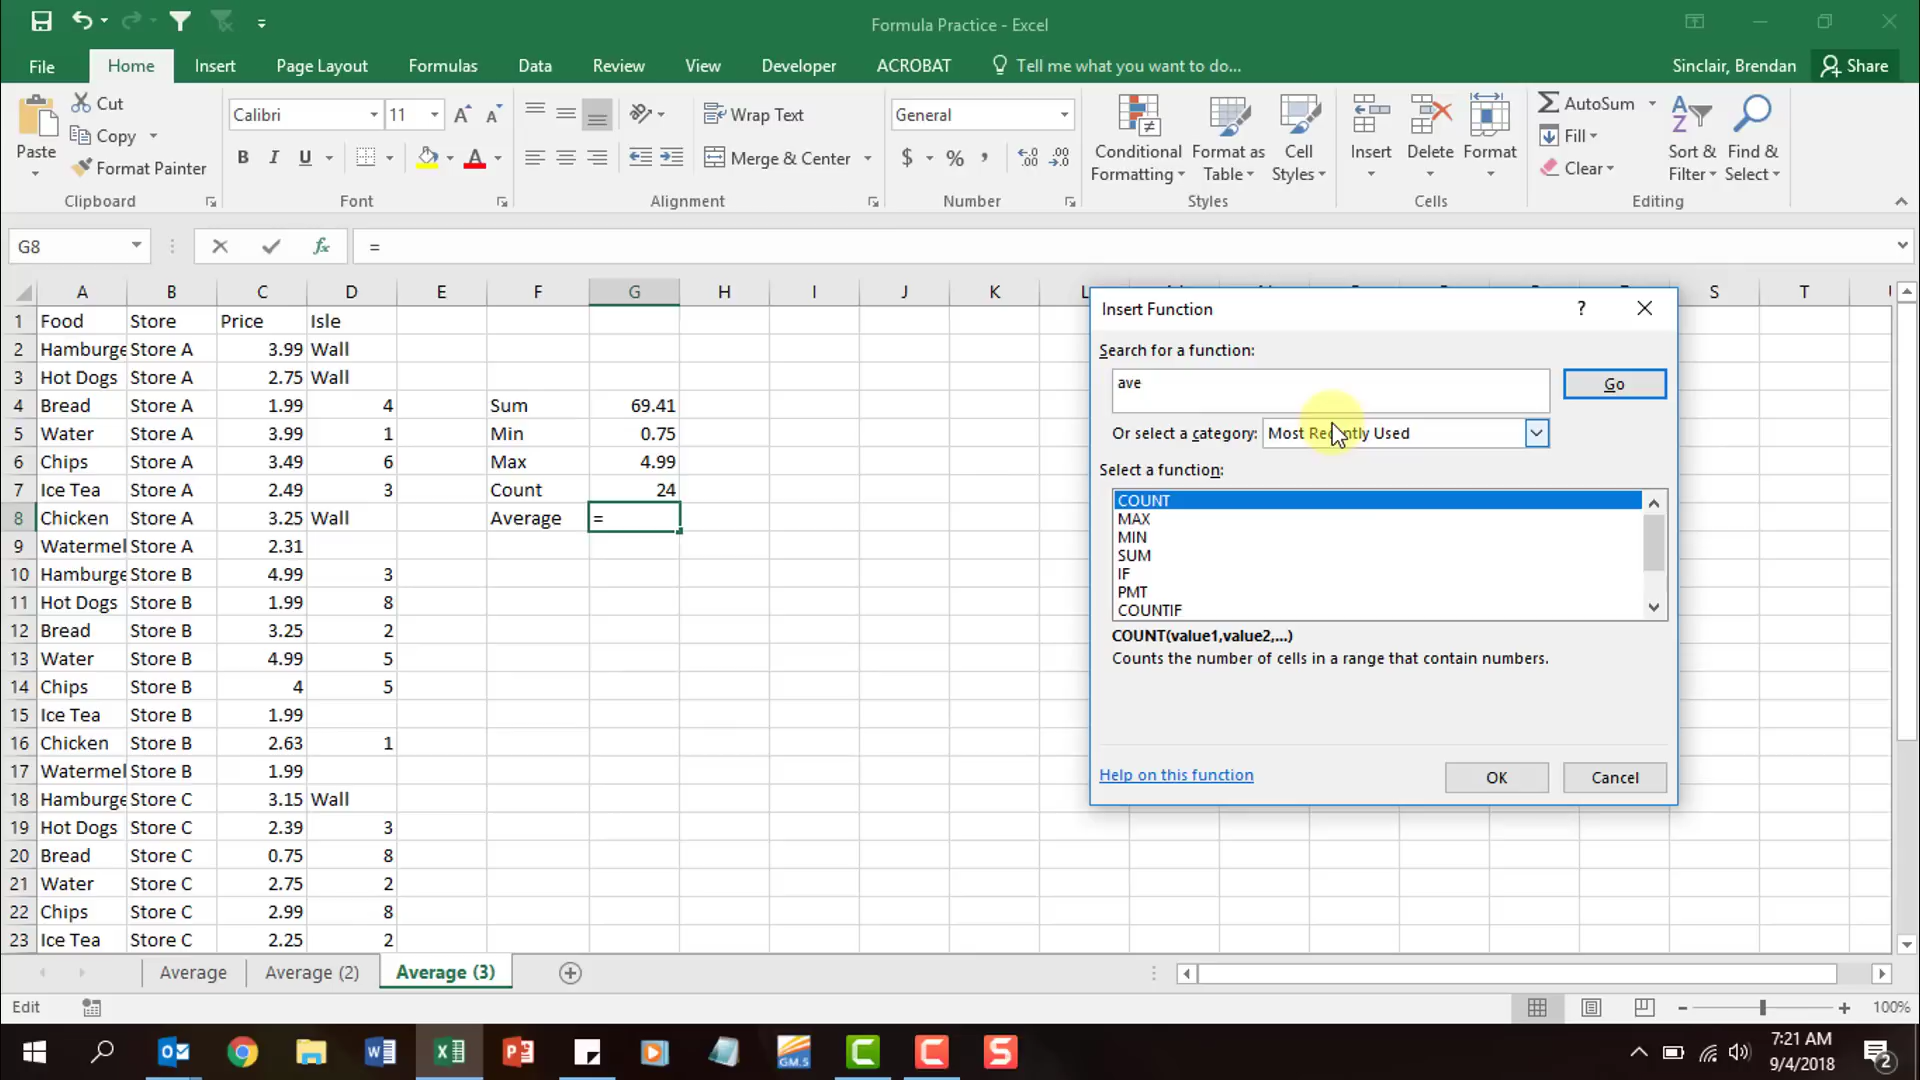 Formula Practice - Excel
File Home Insert Page Layout Formulas Data Review View Developer ACROBAT Tell me what you want to do... Sinclair, Brendan Share
Paste
Cut
Copy
Format Painter
Clipboard
Calibri 11
B I U A
Font
Wrap Text
Merge & Center
Alignment
General
$ % ,
Number
Conditional Formatting
Format as Table
Cell Styles
Styles
Insert Delete Format
Cells
AutoSum
Fill
Clear
Sort & Filter
Find & Select
Editing
G8 fx =
A B C D E F G H I J K L S T
1 Food Store Price Isle
2 Hamburge Store A 3.99 Wall
3 Hot Dogs Store A 2.75 Wall
4 Bread Store A 1.99 4 Sum 69.41
5 Water Store A 3.99 1 Min 0.75
6 Chips Store A 3.49 6 Max 4.99
7 Ice Tea Store A 2.49 3 Count 24
8 Chicken Store A 3.25 Wall Average =
9 Watermel Store A 2.31
10 Hamburge Store B 4.99 3
11 Hot Dogs Store B 1.99 8
12 Bread Store B 3.25 2
13 Water Store B 4.99 5
14 Chips Store B 4 5
15 Ice Tea Store B 1.99
16 Chicken Store B 2.63 1
17 Watermel Store B 1.99
18 Hamburge Store C 3.15 Wall
19 Hot Dogs Store C 2.39 3
20 Bread Store C 0.75 8
21 Water Store C 2.75 2
22 Chips Store C 2.99 8
23 Ice Tea Store C 2.25 2
Insert Function ?
Search for a function:
ave
Go
Or select a category: Most Recently Used
Select a function:
COUNT
MAX
MIN
SUM
IF
PMT
COUNTIF
COUNT(value1,value2,...)
Counts the number of cells in a range that contain numbers.
Help on this function
OK Cancel
Average Average (2) Average (3)
Edit 100%
7:21 AM
9/4/2018
2